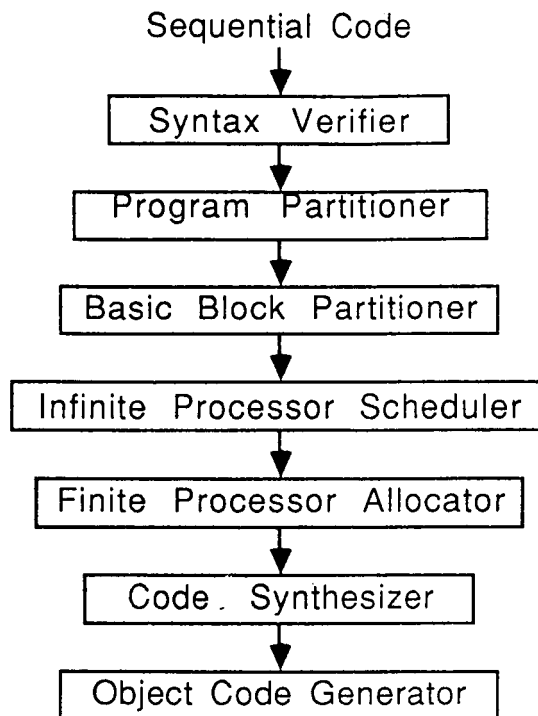 Sequential Code
Syntax Verifier
Program Partitioner
Basic Block Partitioner
Infinite Processor Scheduler
Finite Processor Allocator
Code Synthesizer
Object Code Generator